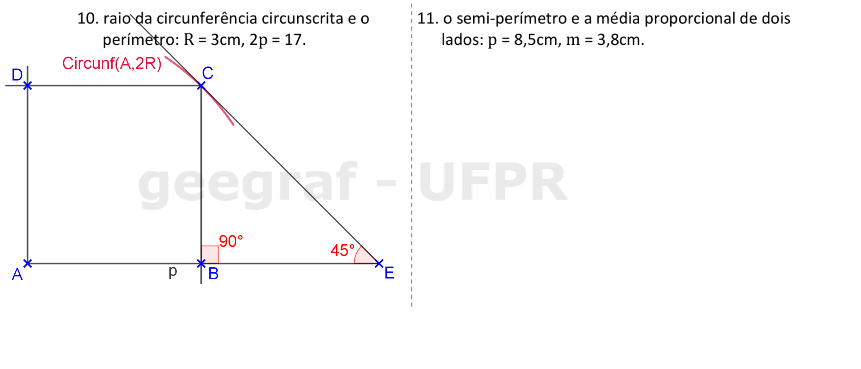 10. raio da circunferência circunscrita e o
perímetro: R = 3cm, 2p = 17.
Circunf(A,2R)
D
C
90°
45°
A
p
B
E
11. o semi-perímetro e a média proporcional de dois
lados: p = 8,5cm, m = 3,8cm.
geegraf - UFPR